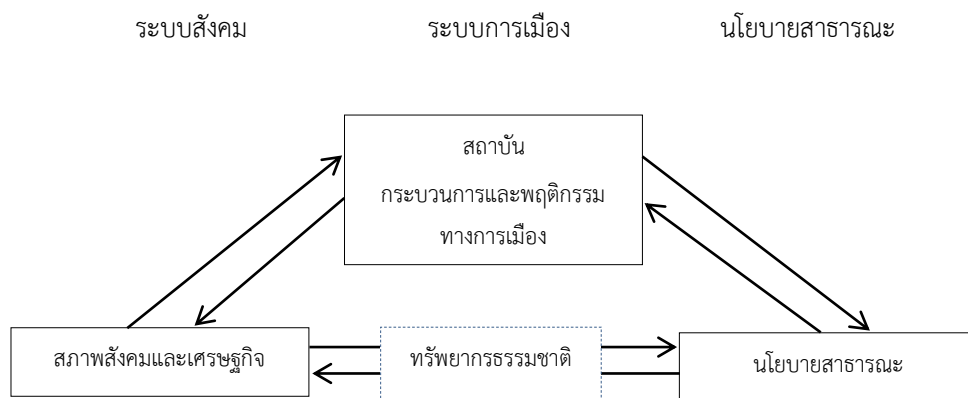 ระบบสังคม ระบบการเมือง นโยบายสาธารณะ
สถาบัน
กระบวนการและพฤติกรรม
ทางการเมือง
สภาพสังคมและเศรษฐกิจ ทรัพยากรธรรมชาติ นโยบายสาธารณะ